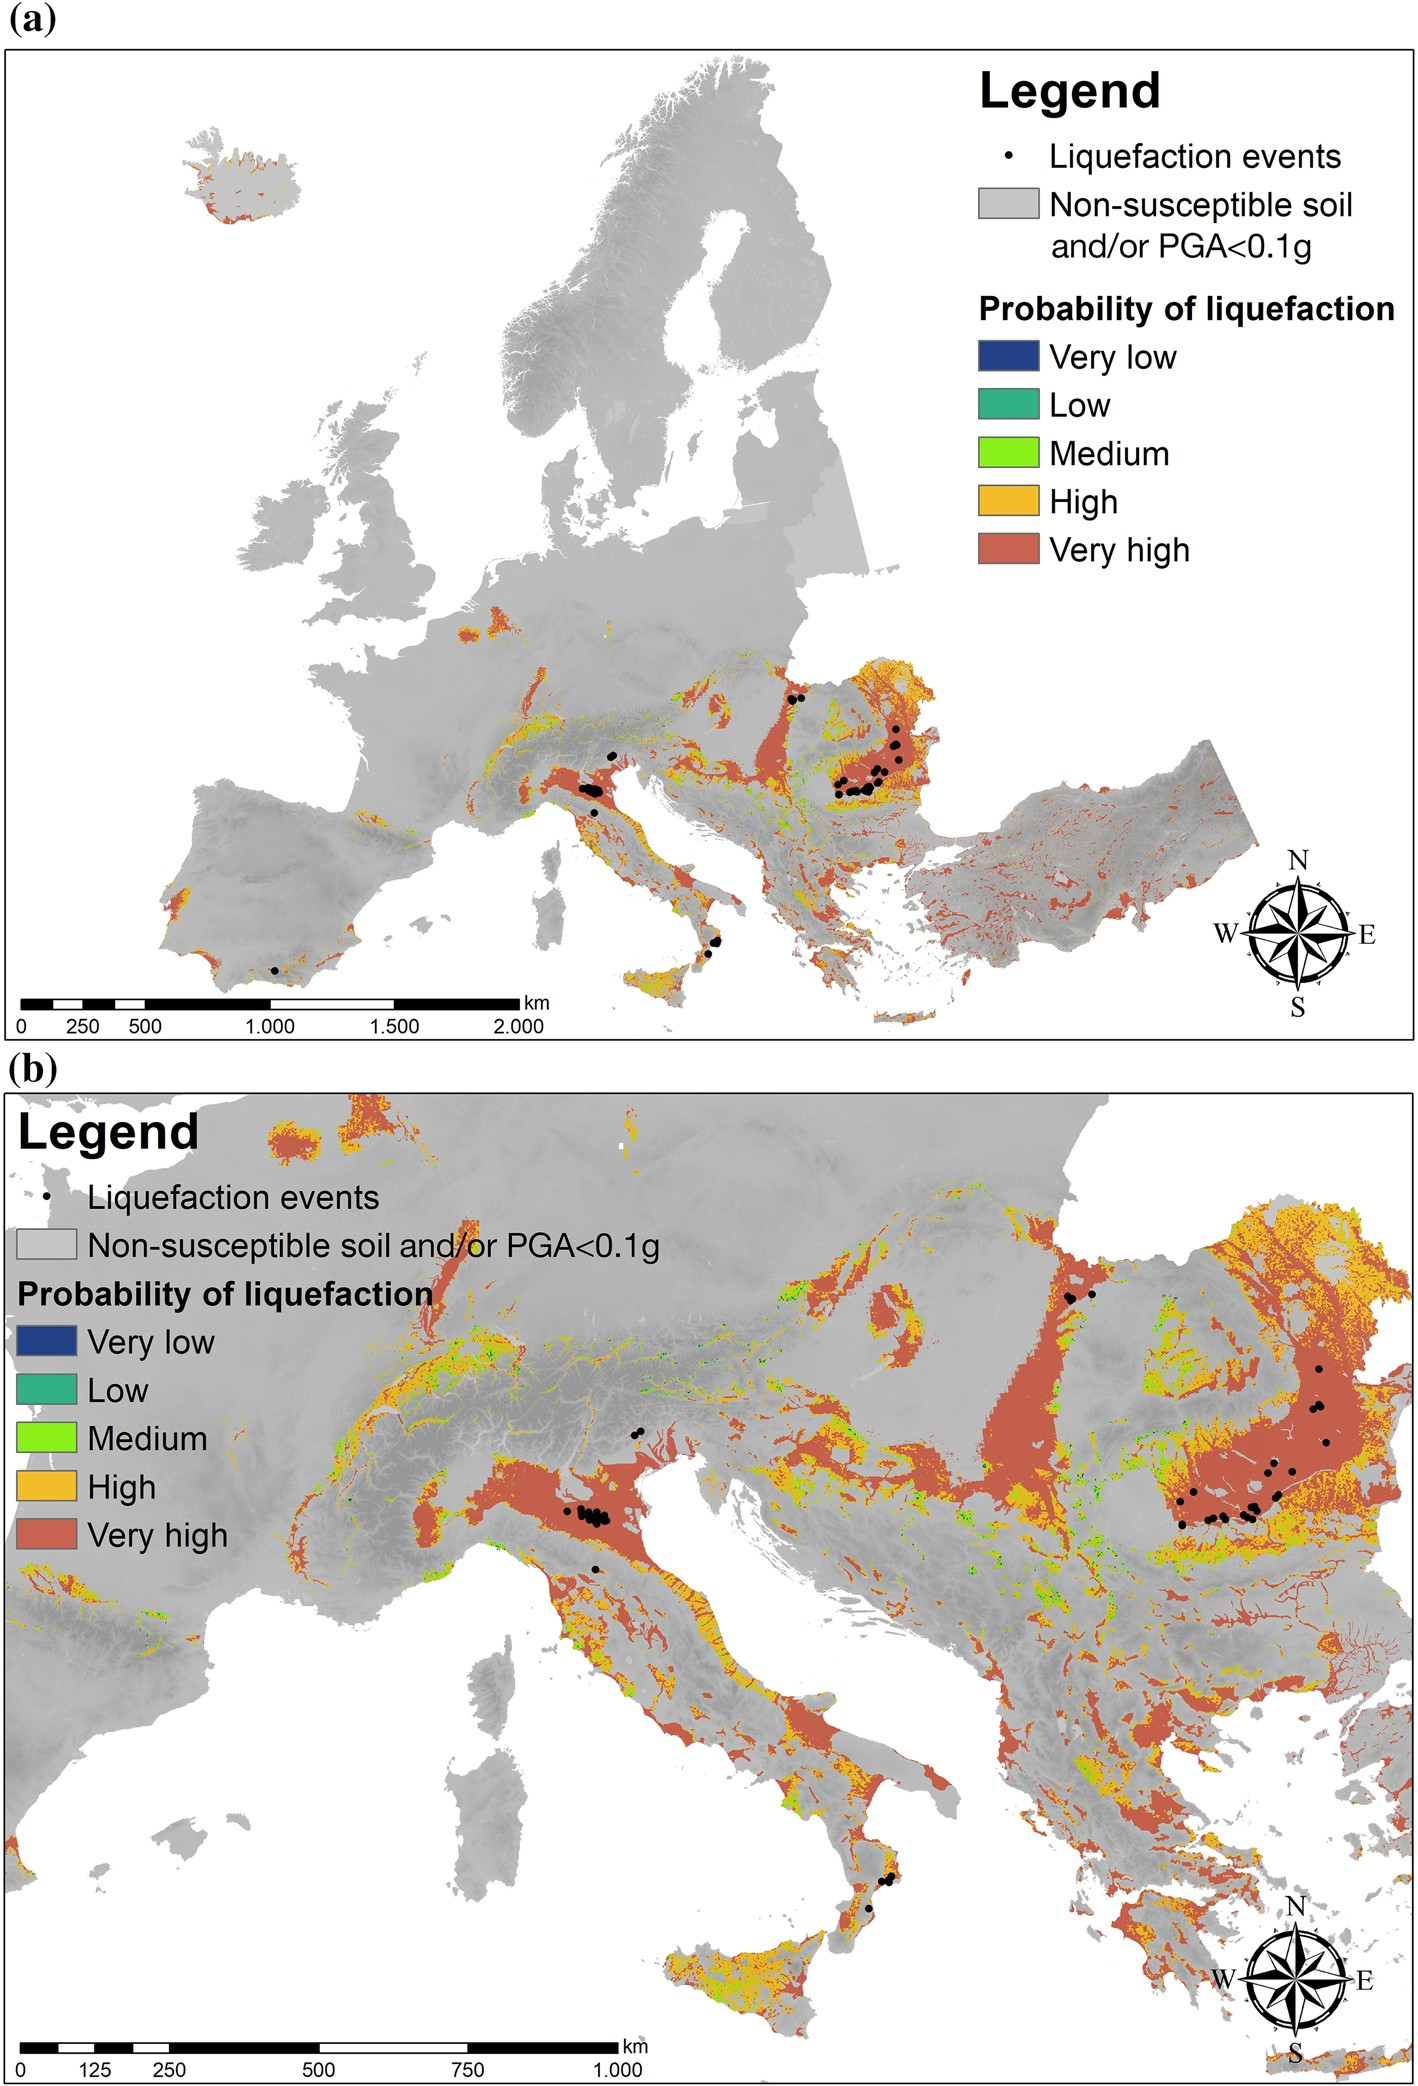 (a)
Legend
Liquefaction events
Non-susceptible soil
and/or PGA<0.1g
Probability of liquefaction
Very low
Low
Medium
High
Very high
N
W E
S
km
0 250 500 1.000 1.500 2.000
(b)
Legend
Liquefaction events
Non-susceptible soil and/or PGA<0.1g
Probability of liquefaction
Very low
Low
Medium
High
Very high
N
W E
S
km
0 125 250 500 750 1.000